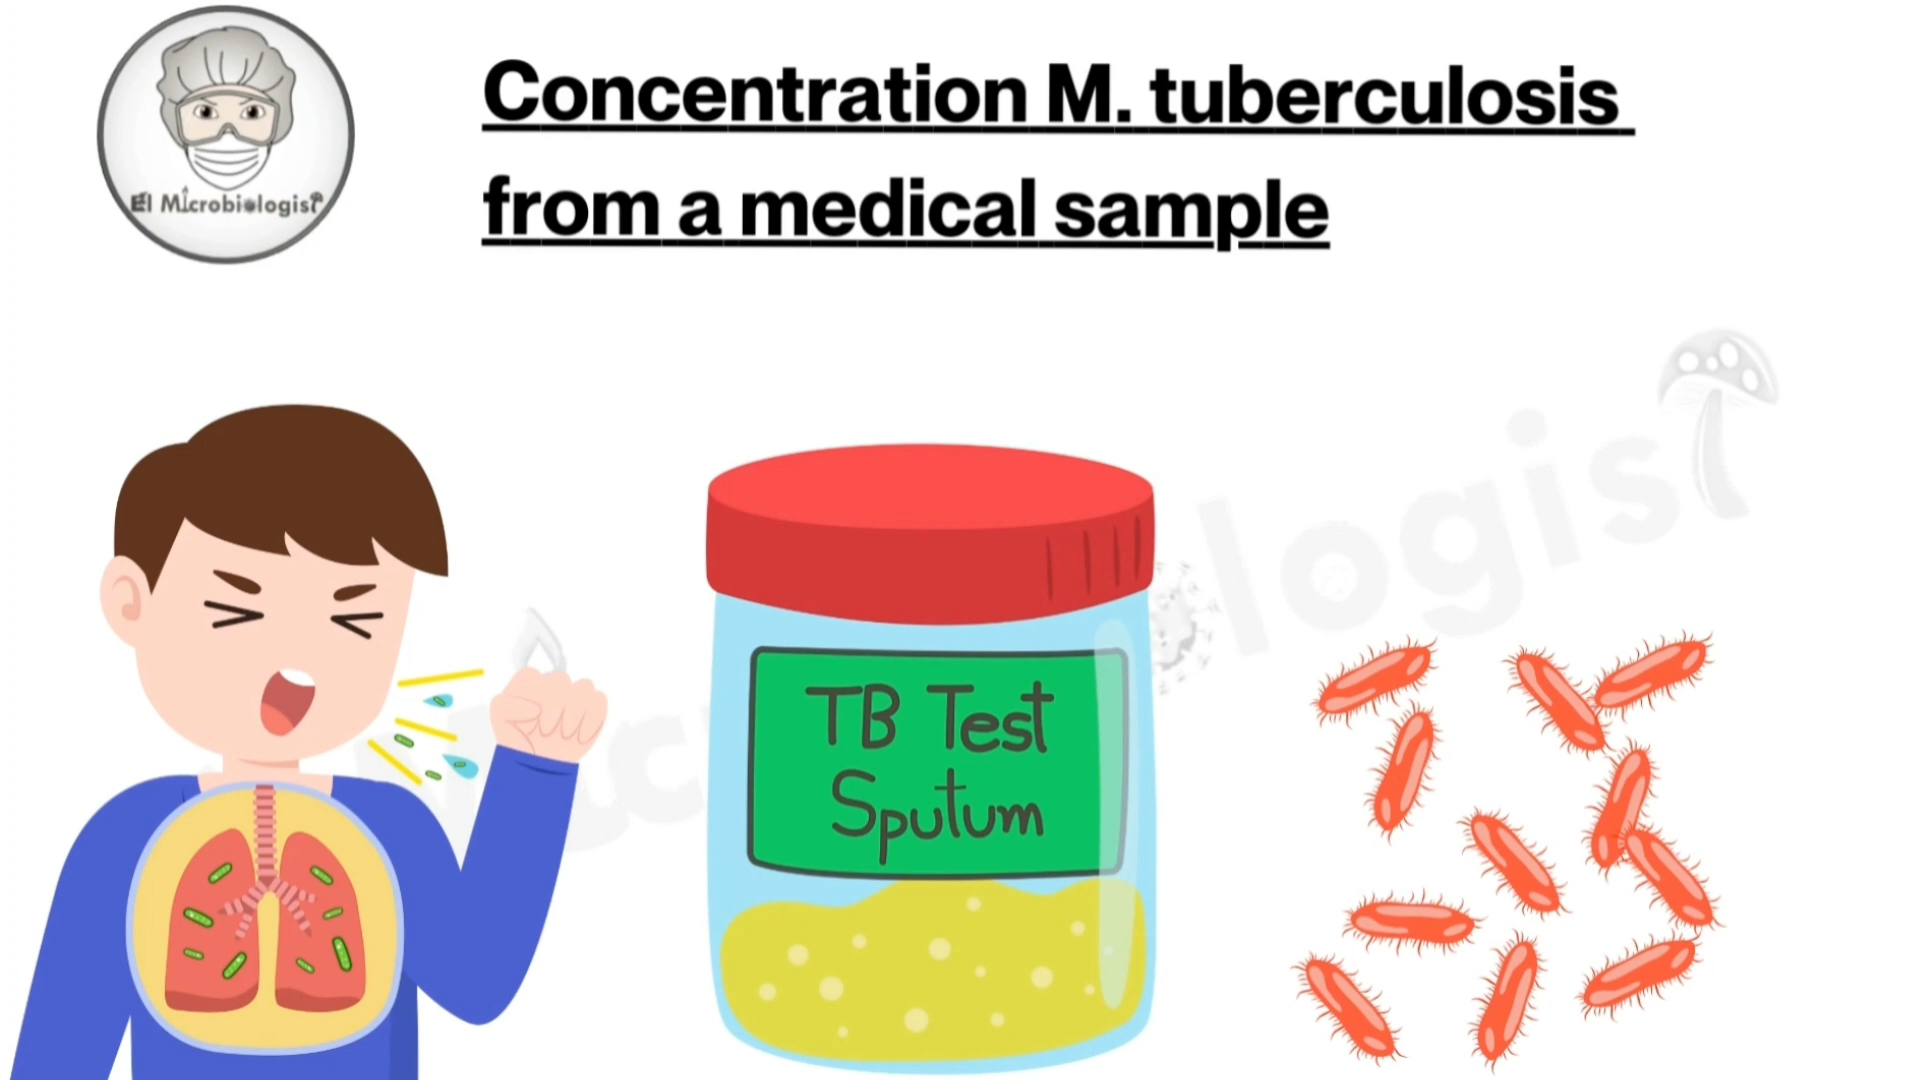 El Microbiologist
Concentration M. tuberculosis
from a medical sample
TB Test
Sputum